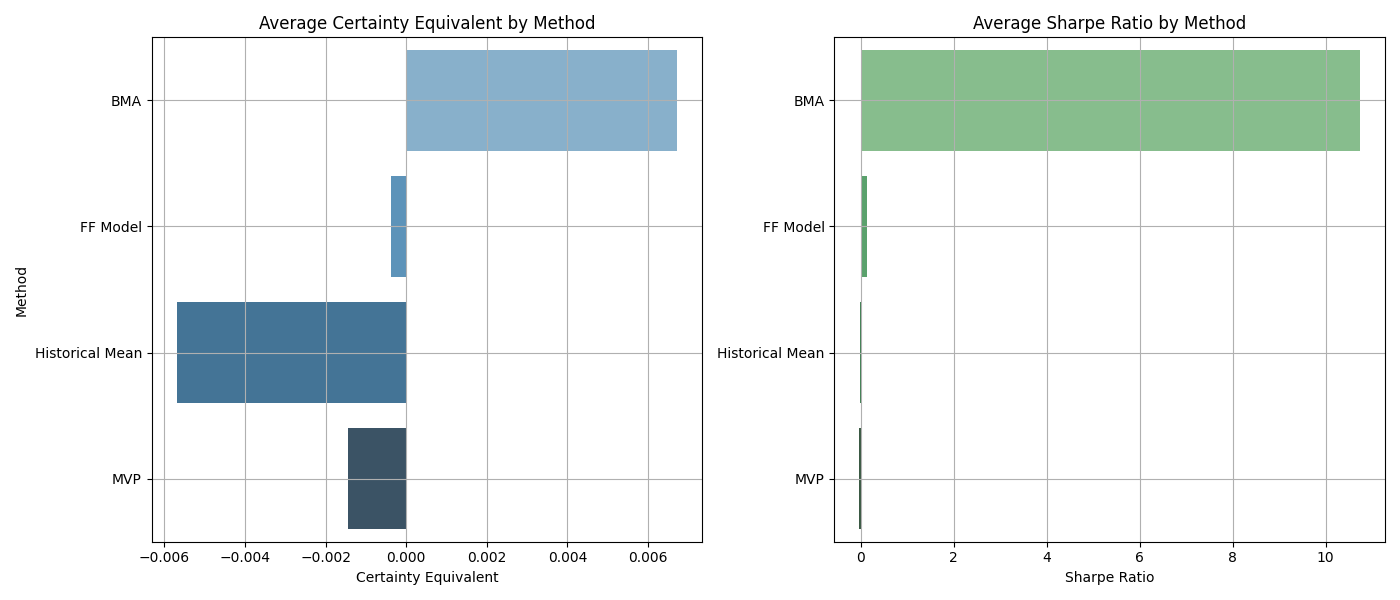 Average Certainty Equivalent by Method
Method
BMA
FF Model
Historical Mean
MVP
−0.006 −0.004 −0.002 0.000 0.002 0.004 0.006
Certainty Equivalent
Average Sharpe Ratio by Method
BMA
FF Model
Historical Mean
MVP
0 2 4 6 8 10
Sharpe Ratio